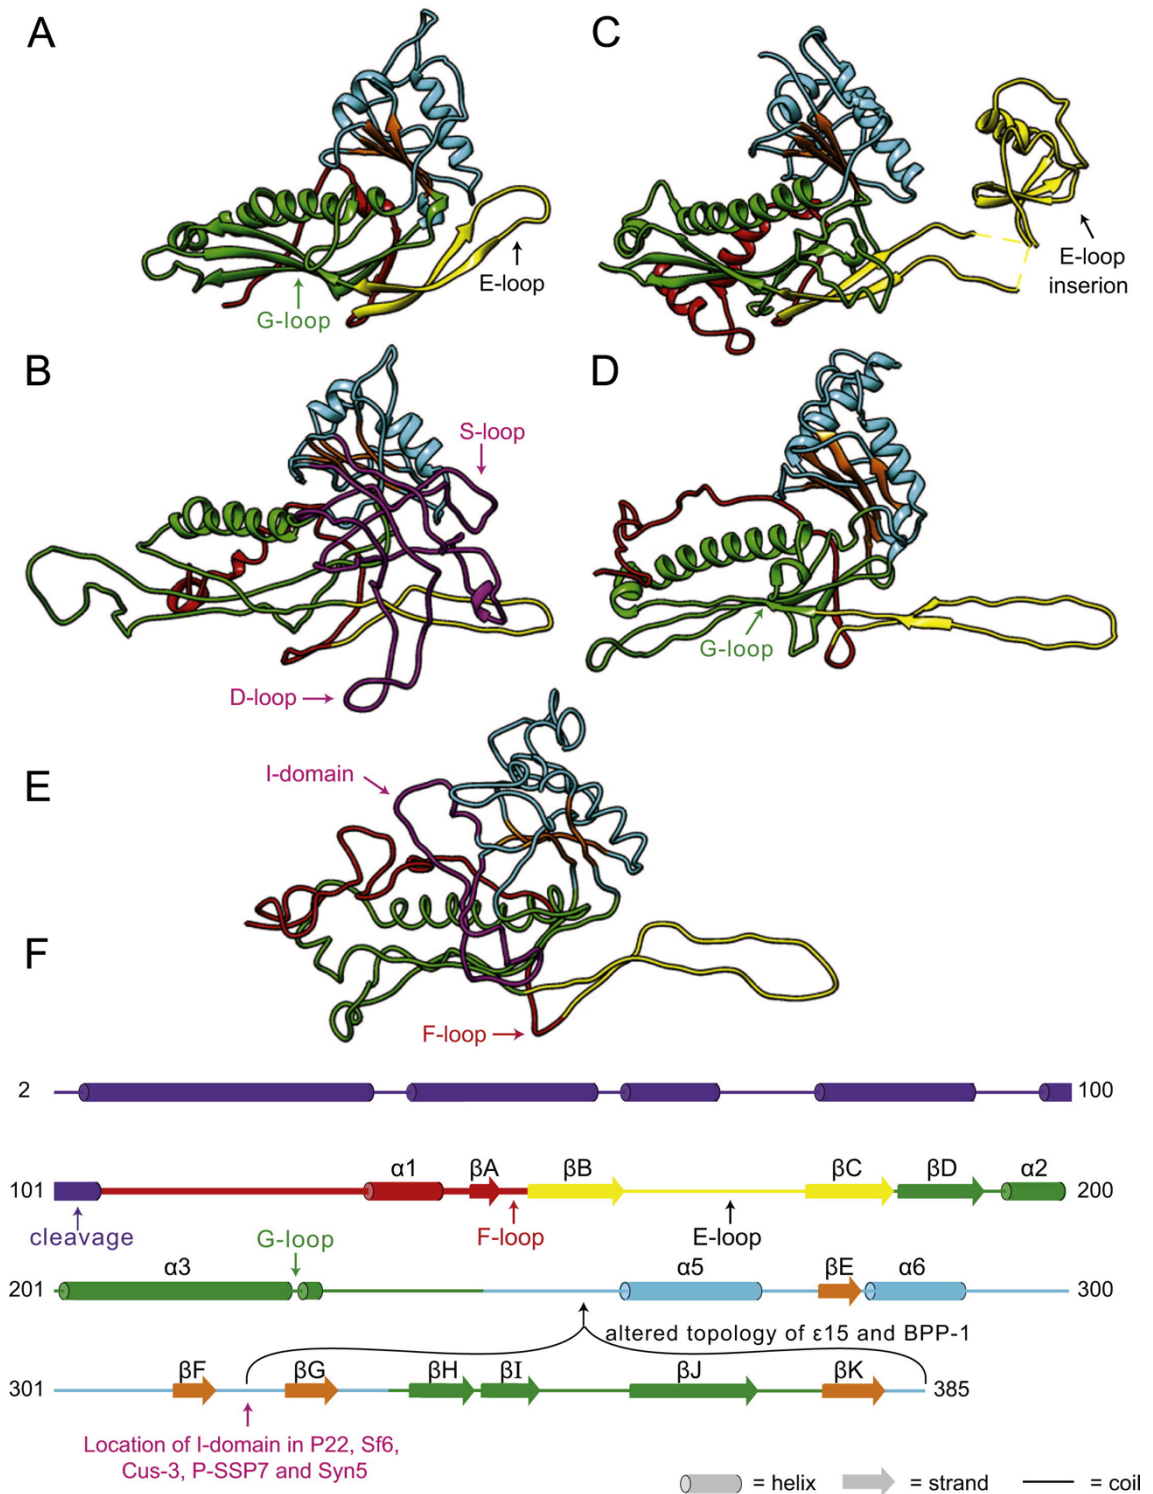 A
C
E-loop
G-loop
E-loop
inserion
B
D
S-loop
G-loop
D-loop
I-domain
E
F
F-loop
2 100
α1 βA βB βC βD α2
101 200
cleavage F-loop E-loop
G-loop
α3 α5 βE α6
201 300
altered topology of ε15 and BPP-1
βF βG βH βI βJ βK
301 385
Location of I-domain in P22, Sf6,
Cus-3, P-SSP7 and Syn5
= helix = strand = coil